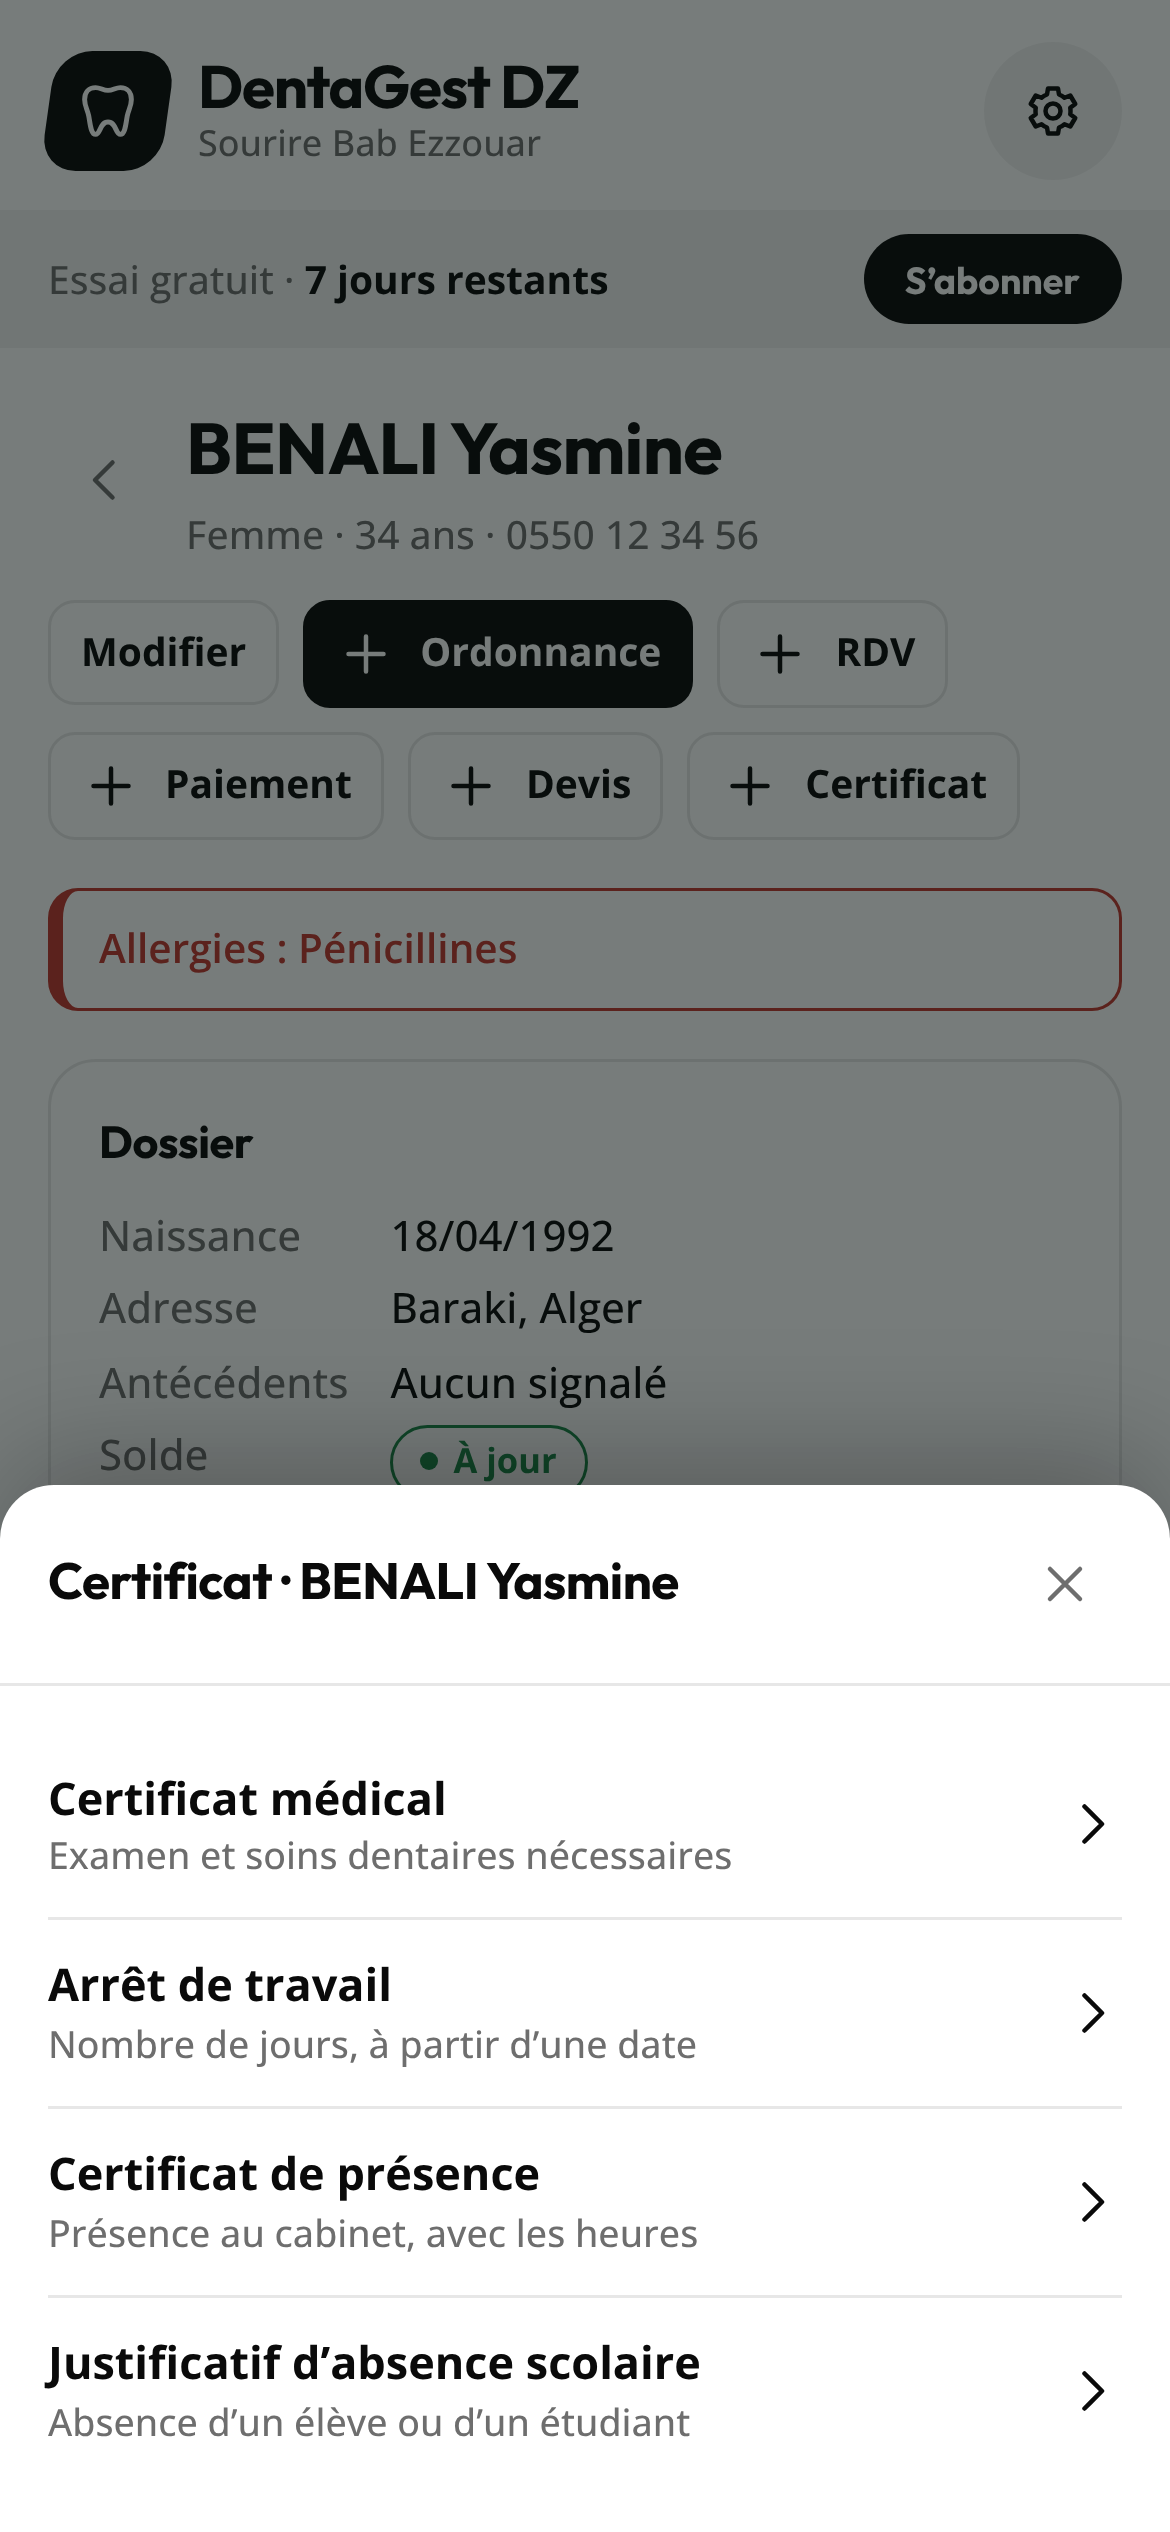 DentaGest DZ
Sourire Bab Ezzouar
Essai gratuit · 7 jours restants
S’abonner
BENALI Yasmine
Femme · 34 ans · 0550 12 34 56
Modifier
Ordonnance
RDV
Paiement
Devis
Certificat
Allergies : Pénicillines
Dossier
Naissance 18/04/1992
Adresse Baraki, Alger
Antécédents Aucun signalé
Solde À jour
Certificat · BENALI Yasmine
Certificat médical
Examen et soins dentaires nécessaires
Arrêt de travail
Nombre de jours, à partir d’une date
Certificat de présence
Présence au cabinet, avec les heures
Justificatif d’absence scolaire
Absence d’un élève ou d’un étudiant